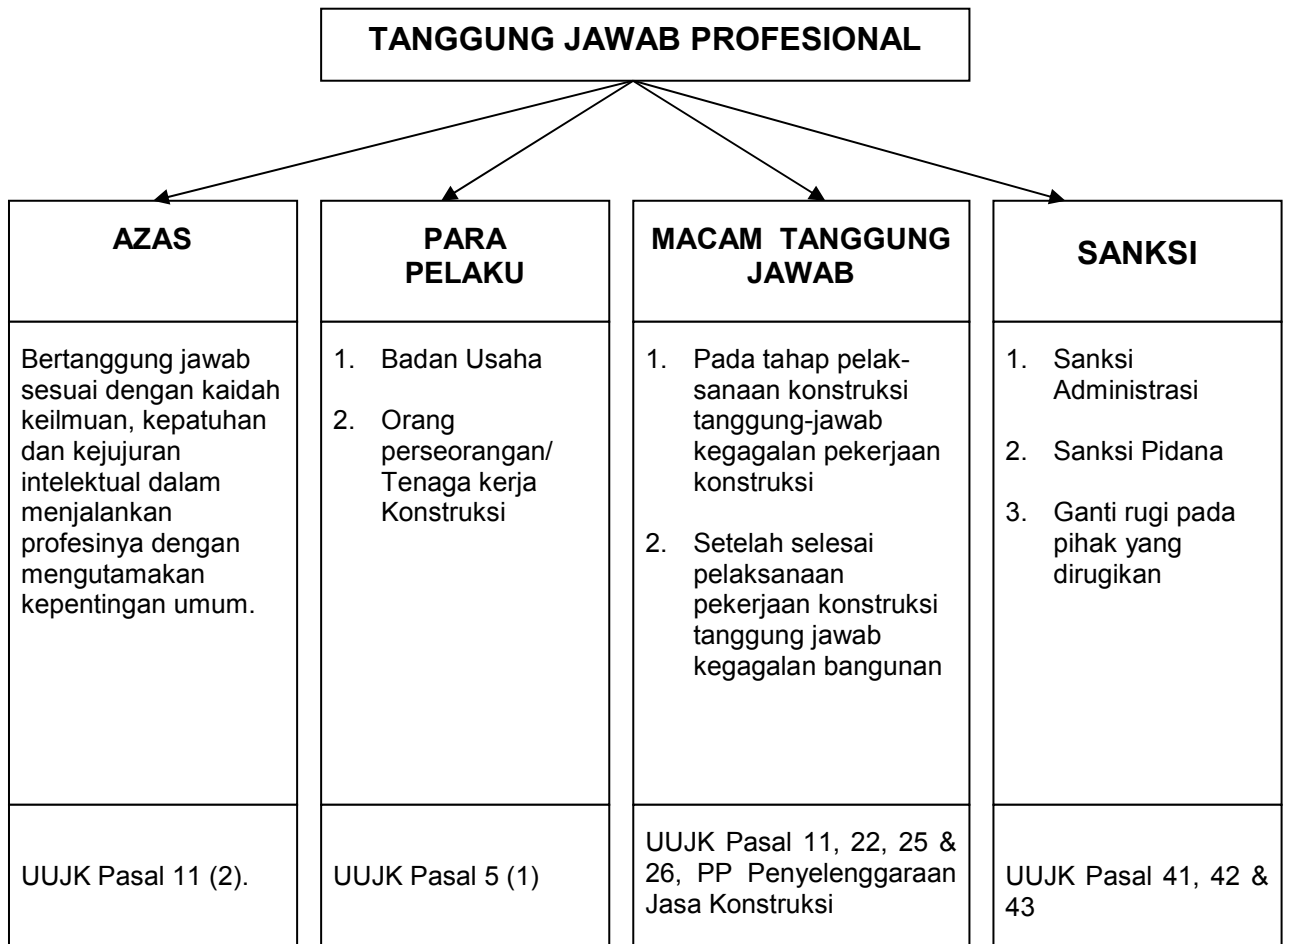 TANGGUNG JAWAB PROFESIONAL
AZAS
Bertanggung jawab
sesuai dengan kaidah
keilmuan, kepatuhan
dan kejujuran
intelektual dalam
menjalankan
profesinya dengan
mengutamakan
kepentingan umum.
UUJK Pasal 11 (2).
PARA
PELAKU
1. Badan Usaha
2. Orang
perseorangan/
Tenaga kerja
Konstruksi
UUJK Pasal 5 (1)
MACAM TANGGUNG
JAWAB
1. Pada tahap pelak-
sanaan konstruksi
tanggung-jawab
kegagalan pekerjaan
konstruksi
2. Setelah selesai
pelaksanaan
pekerjaan konstruksi
tanggung jawab
kegagalan bangunan
UUJK Pasal 11, 22, 25 &
26, PP Penyelenggaraan
Jasa Konstruksi
SANKSI
1. Sanksi
Administrasi
2. Sanksi Pidana
3. Ganti rugi pada
pihak yang
dirugikan
UUJK Pasal 41, 42 &
43